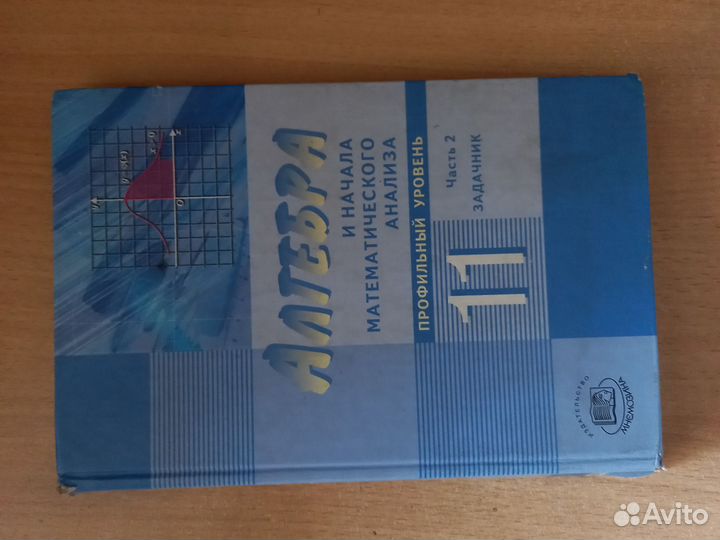 АЛГЕБРА
И НАЧАЛА
МАТЕМАТИЧЕСКОГО
АНАЛИЗА
ПРОФИЛЬНЫЙ УРОВЕНЬ
Часть 2
ЗАДАЧНИК
11
ИЗДАТЕЛЬСТВО
МНЕМОЗИНА
Avito